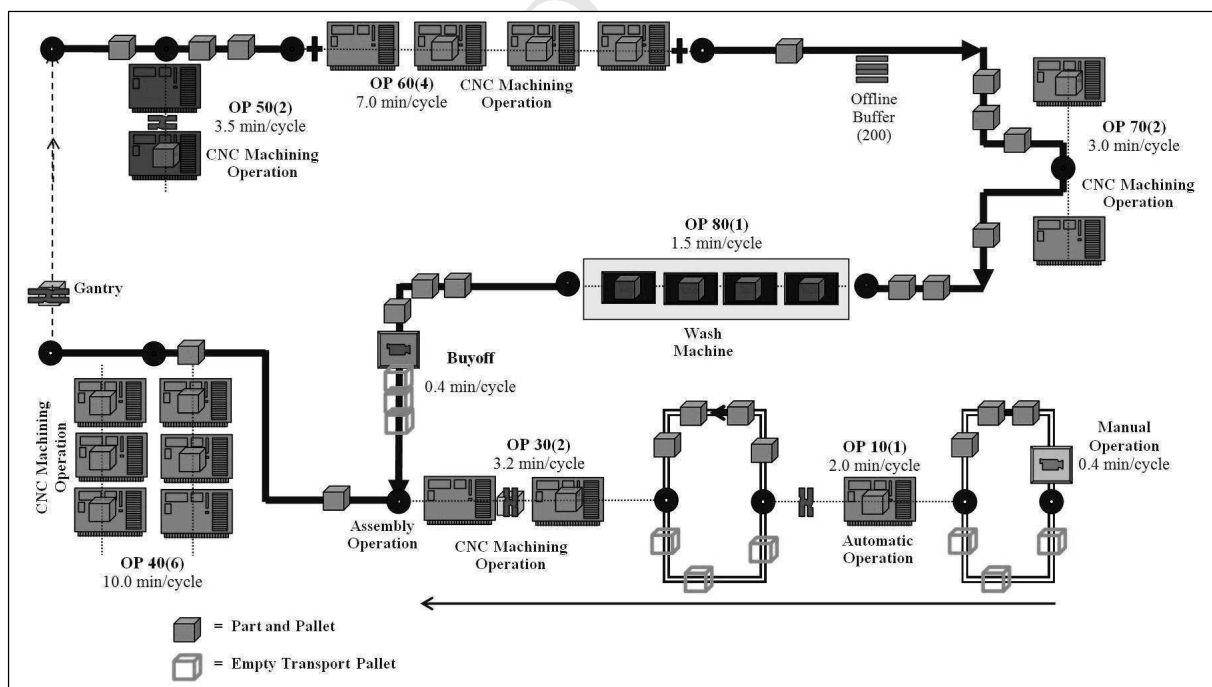 OP 60(4)
7.0 min/cycle
CNC Machining
Operation
OP 50(2)
3.5 min/cycle
CNC Machining
Operation
Offline
Buffer
(200)
OP 70(2)
3.0 min/cycle
CNC Machining
Operation
OP 80(1)
1.5 min/cycle
Wash
Machine
Gantry
Buyoff
0.4 min/cycle
CNC Machining
Operation
OP 40(6)
10.0 min/cycle
Assembly
Operation
OP 30(2)
3.2 min/cycle
CNC Machining
Operation
OP 10(1)
2.0 min/cycle
Automatic
Operation
Manual
Operation
0.4 min/cycle
= Part and Pallet
= Empty Transport Pallet